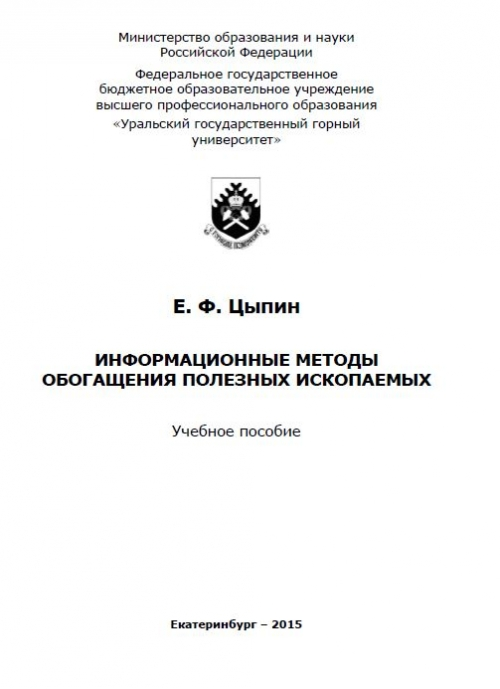 Министерство образования и науки
Российской Федерации
Федеральное государственное
бюджетное образовательное учреждение
высшего профессионального образования
«Уральский государственный горный
университет»
Е. Ф. Цыпин
ИНФОРМАЦИОННЫЕ МЕТОДЫ
ОБОГАЩЕНИЯ ПОЛЕЗНЫХ ИСКОПАЕМЫХ
Учебное пособие
Екатеринбург – 2015